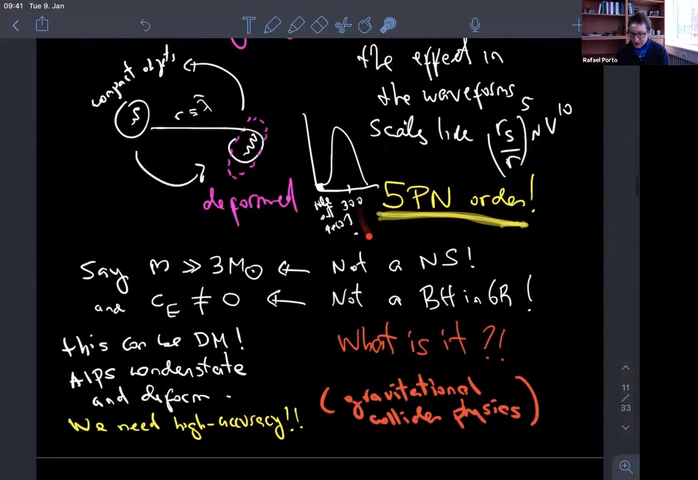 09:41 Tue 9. Jan
Rafael Porto
compact objects
the effect in
the waveforms
scales like (rs/r)^5 ~ v^10
deformed
300
5PN order!
Say M ≫ 3M⊙ ← Not a NS!
and CE ≠ 0 ← Not a BH in GR!
this can be DM!
What is it?!
ALPS condensate
and deform.
(gravitational
collider physics)
We need high-accuracy!!
11
33